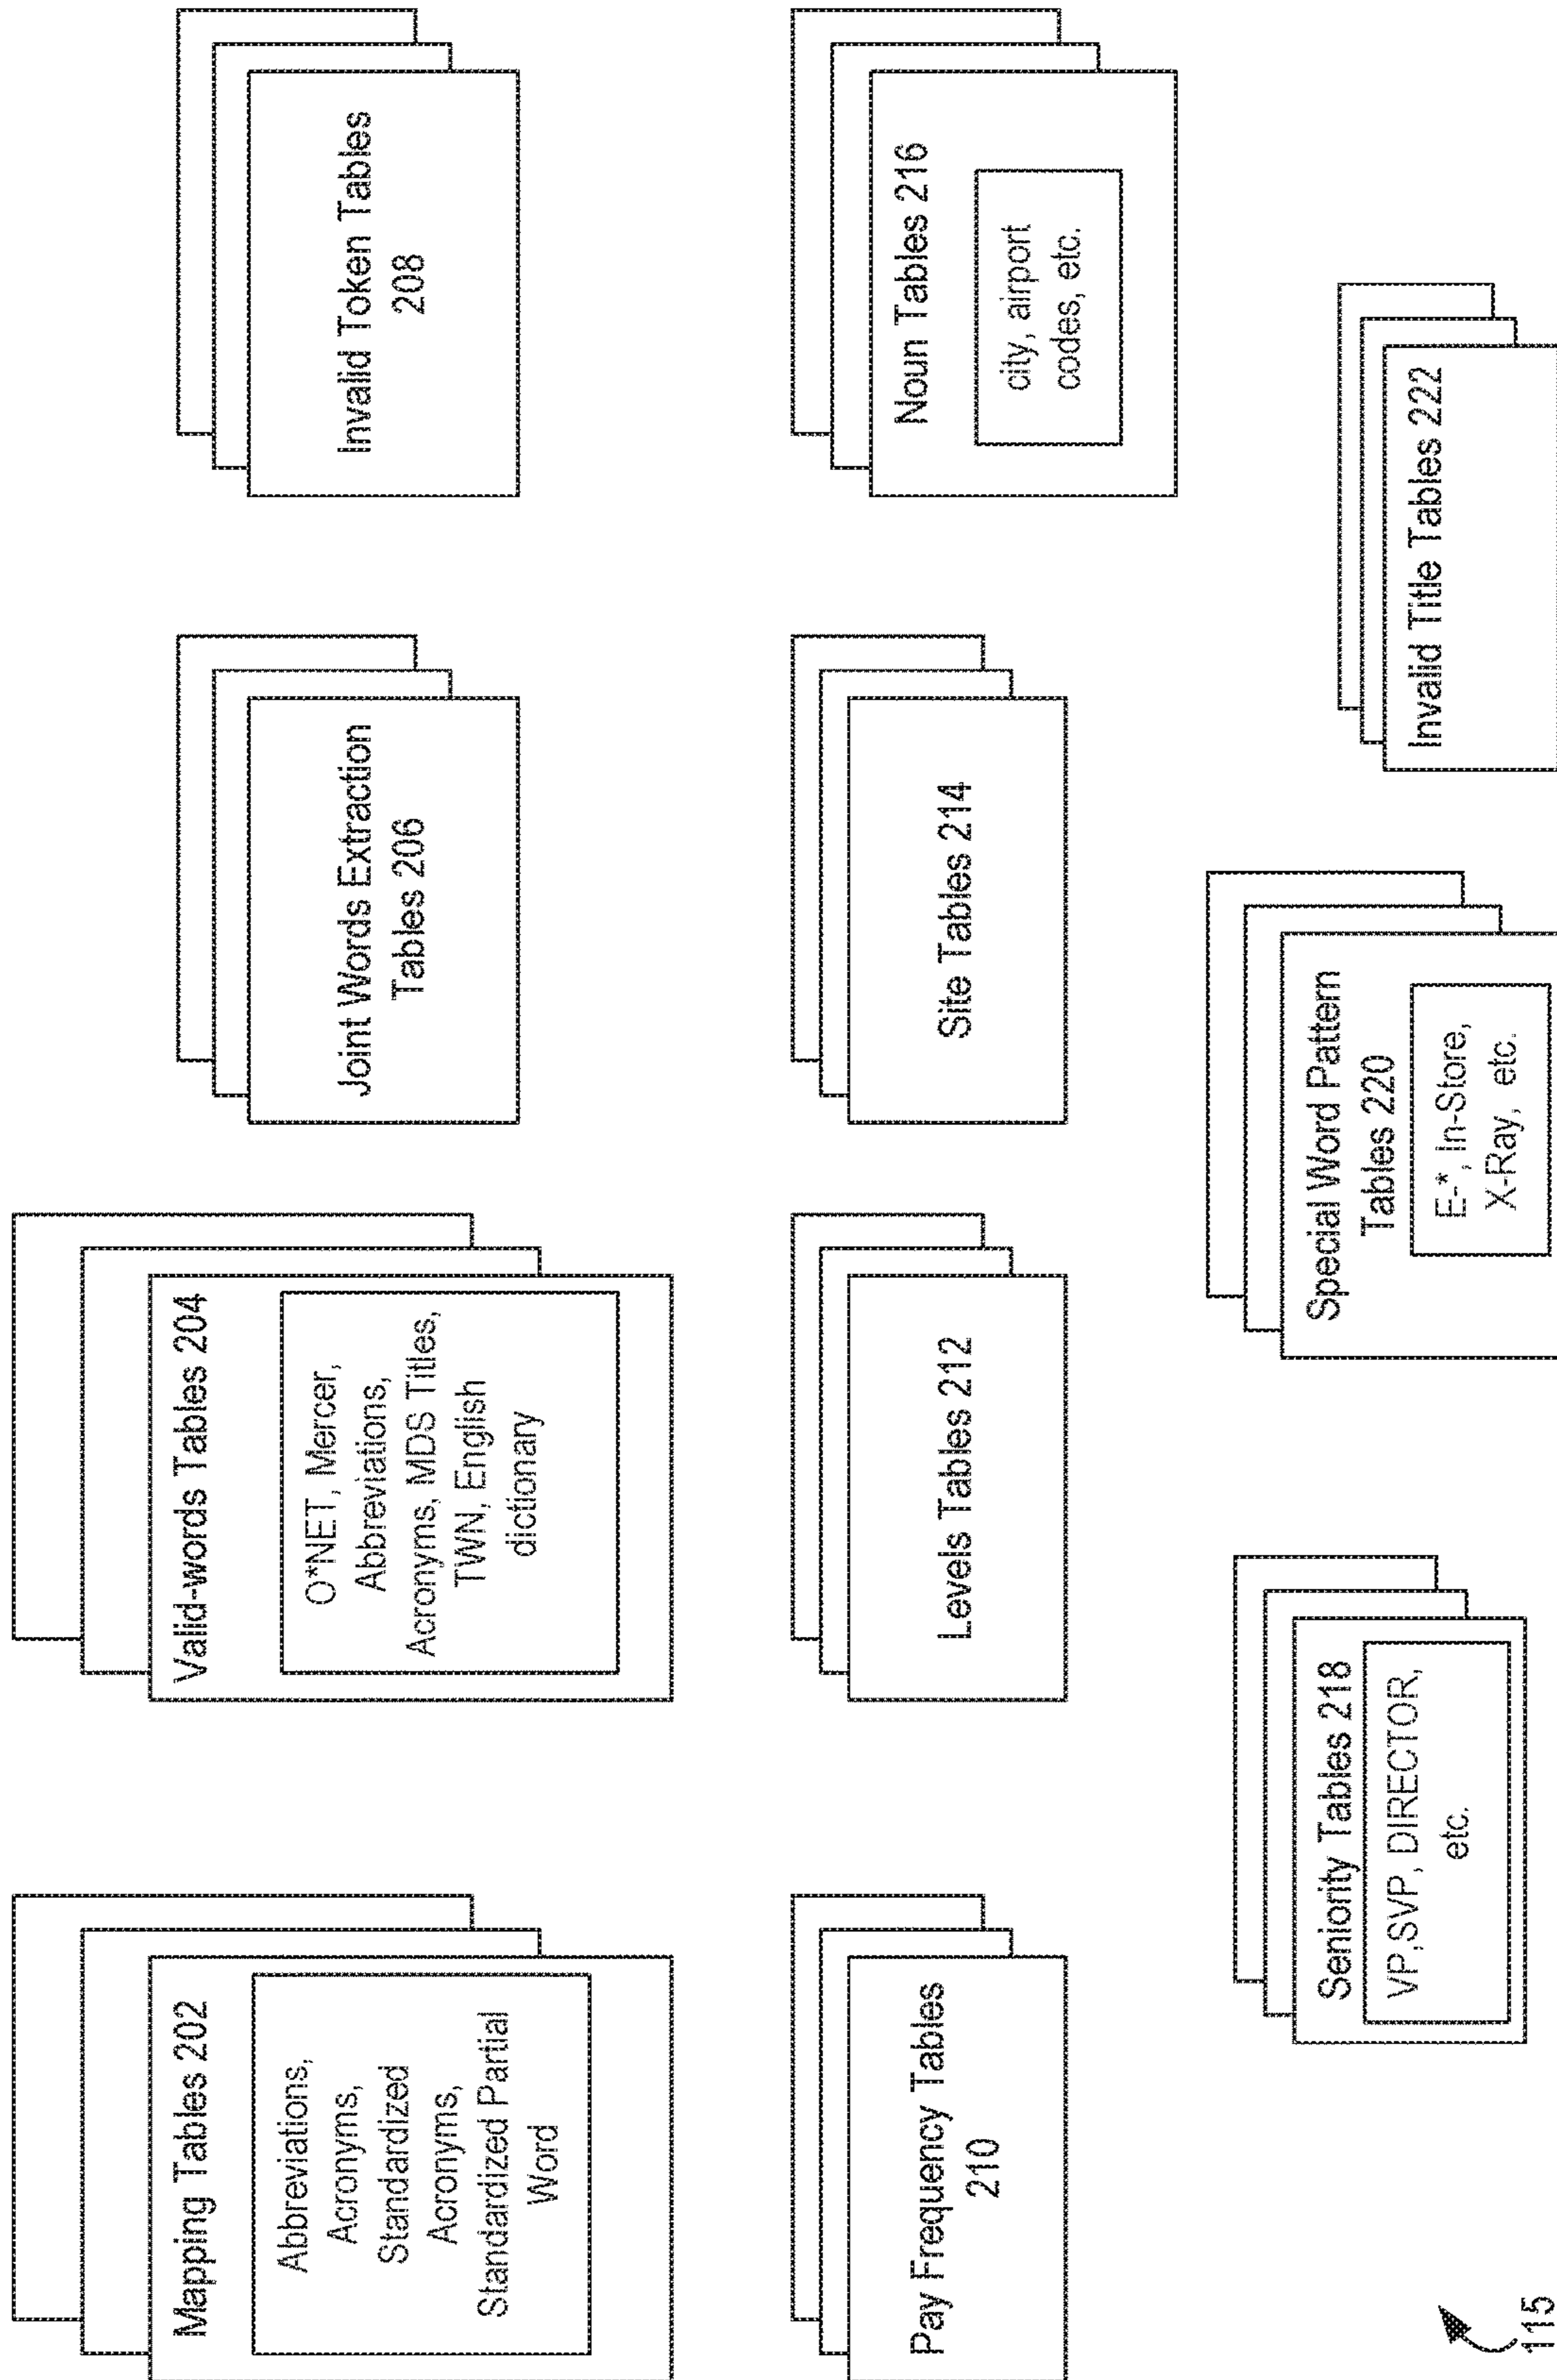 Mapping Tables 202
Abbreviations,
Acronyms,
Standardized
Acronyms,
Standardized Partial
Word
Valid-words Tables 204
O*NET, Mercer,
Abbreviations,
Acronyms, MDS Titles,
TWN, English
dictionary
Joint Words Extraction
Tables 206
Invalid Token Tables
208
Pay Frequency Tables
210
Levels Tables 212
Site Tables 214
Noun Tables 216
city, airport
codes, etc.
Seniority Tables 218
VP,SVP, DIRECTOR,
etc.
Special Word Pattern
Tables 220
E-*, In-Store,
X-Ray, etc.
Invalid Title Tables 222
115